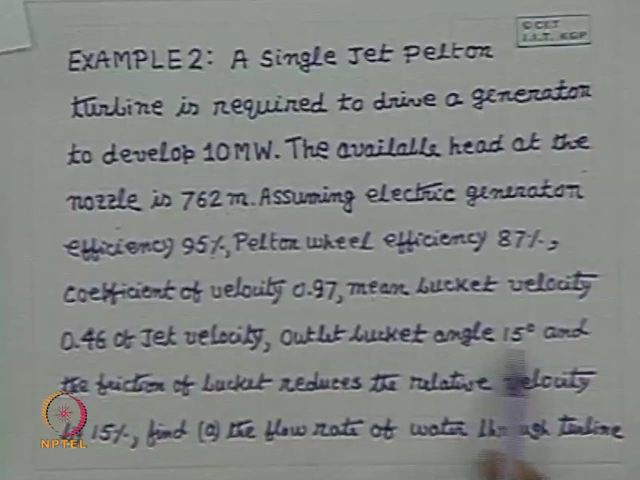 © CET
I.I.T. KGP
EXAMPLE 2: A Single Jet Pelton
turbine is required to drive a generator
to develop 10 MW. The available head at the
nozzle is 762 m. Assuming electric generator
efficiency 95%, Pelton wheel efficiency 87%,
coefficient of velocity 0.97, mean bucket velocity
0.46 of Jet velocity, outlet bucket angle 15° and
the friction of bucket reduces the relative velocity
15%, find (a) the flow rate of water through turbine
NPTEL